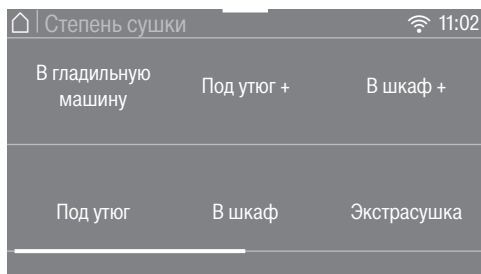 Степень сушки 11:02
В гладильную
машину
Под утюг +
В шкаф +
Под утюг
В шкаф
Экстрасушка